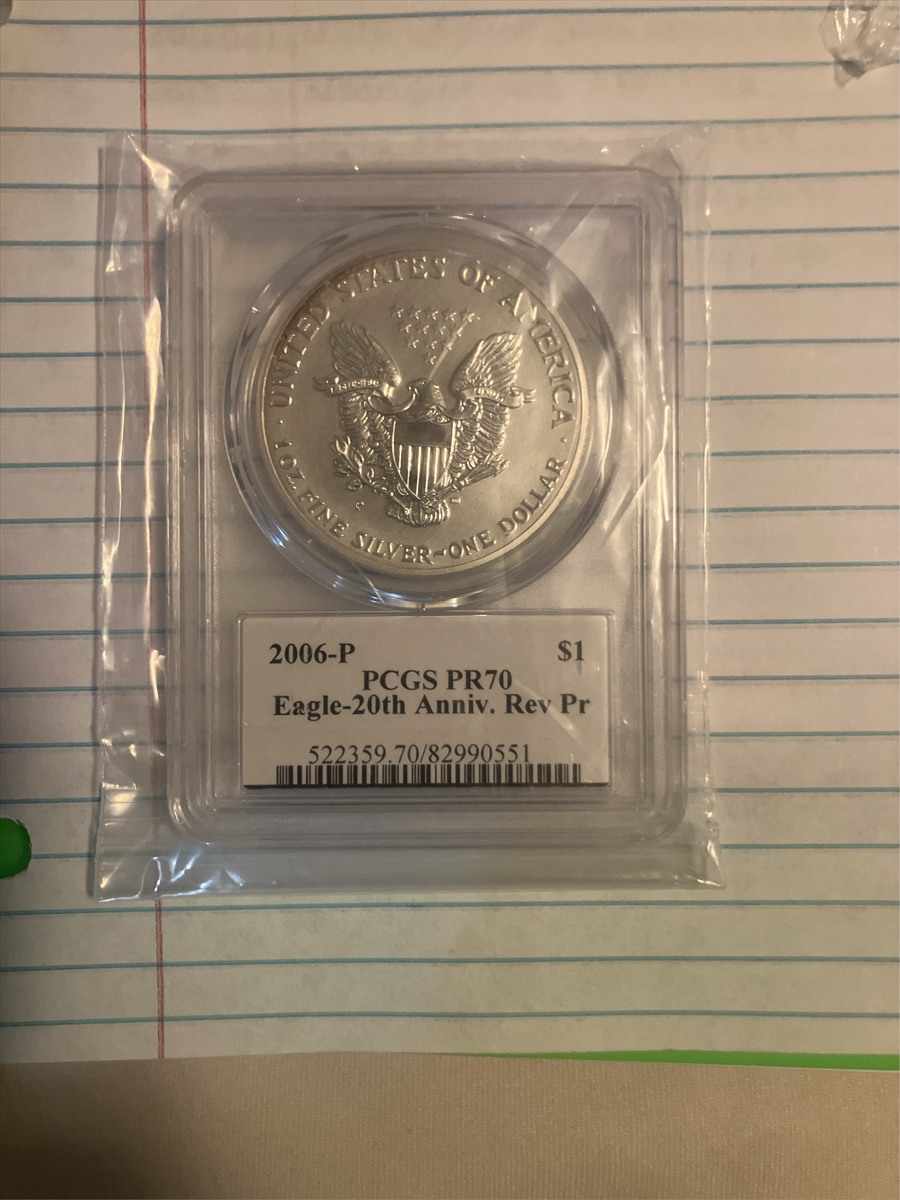 UNITED STATES OF AMERICA
1 OZ. FINE SILVER~ONE DOLLAR
2006-P $1
PCGS PR70
Eagle-20th Anniv. Rev Pr
522359.70/82990551